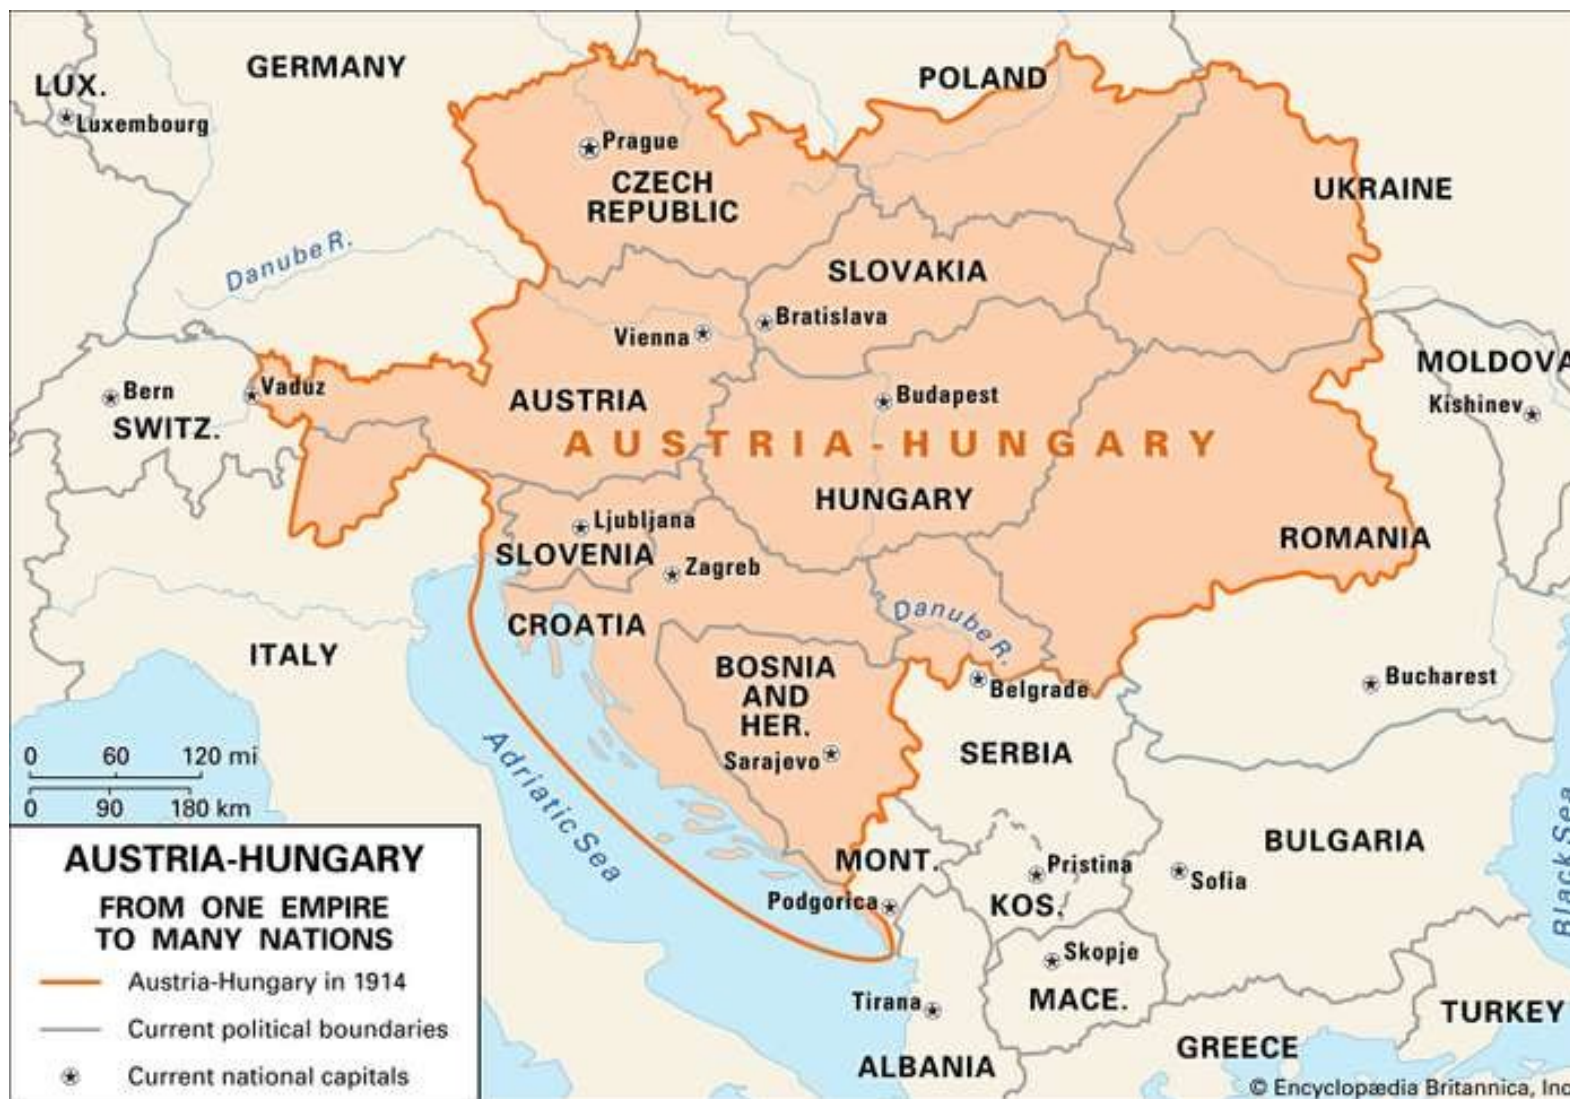 GERMANY
POLAND
LUX.
Luxembourg
Prague
CZECH
REPUBLIC
UKRAINE
Danube R.
SLOVAKIA
Vienna
Bratislava
MOLDOVA
Kishinev
Bern
Vaduz
SWITZ.
AUSTRIA
Budapest
AUSTRIA-HUNGARY
HUNGARY
Ljubljana
SLOVENIA
ROMANIA
Zagreb
Danube R.
CROATIA
ITALY
BOSNIA
AND
HER.
Sarajevo
Belgrade
Bucharest
SERBIA
Adriatic Sea
0 60 120 mi
0 90 180 km
BULGARIA
Black Sea
MONT.
Pristina
Sofia
Podgorica
KOS.
Skopje
MACE.
Tirana
TURKEY
GREECE
ALBANIA
AUSTRIA-HUNGARY
FROM ONE EMPIRE
TO MANY NATIONS
Austria-Hungary in 1914
Current political boundaries
Current national capitals
© Encyclopædia Britannica, Inc